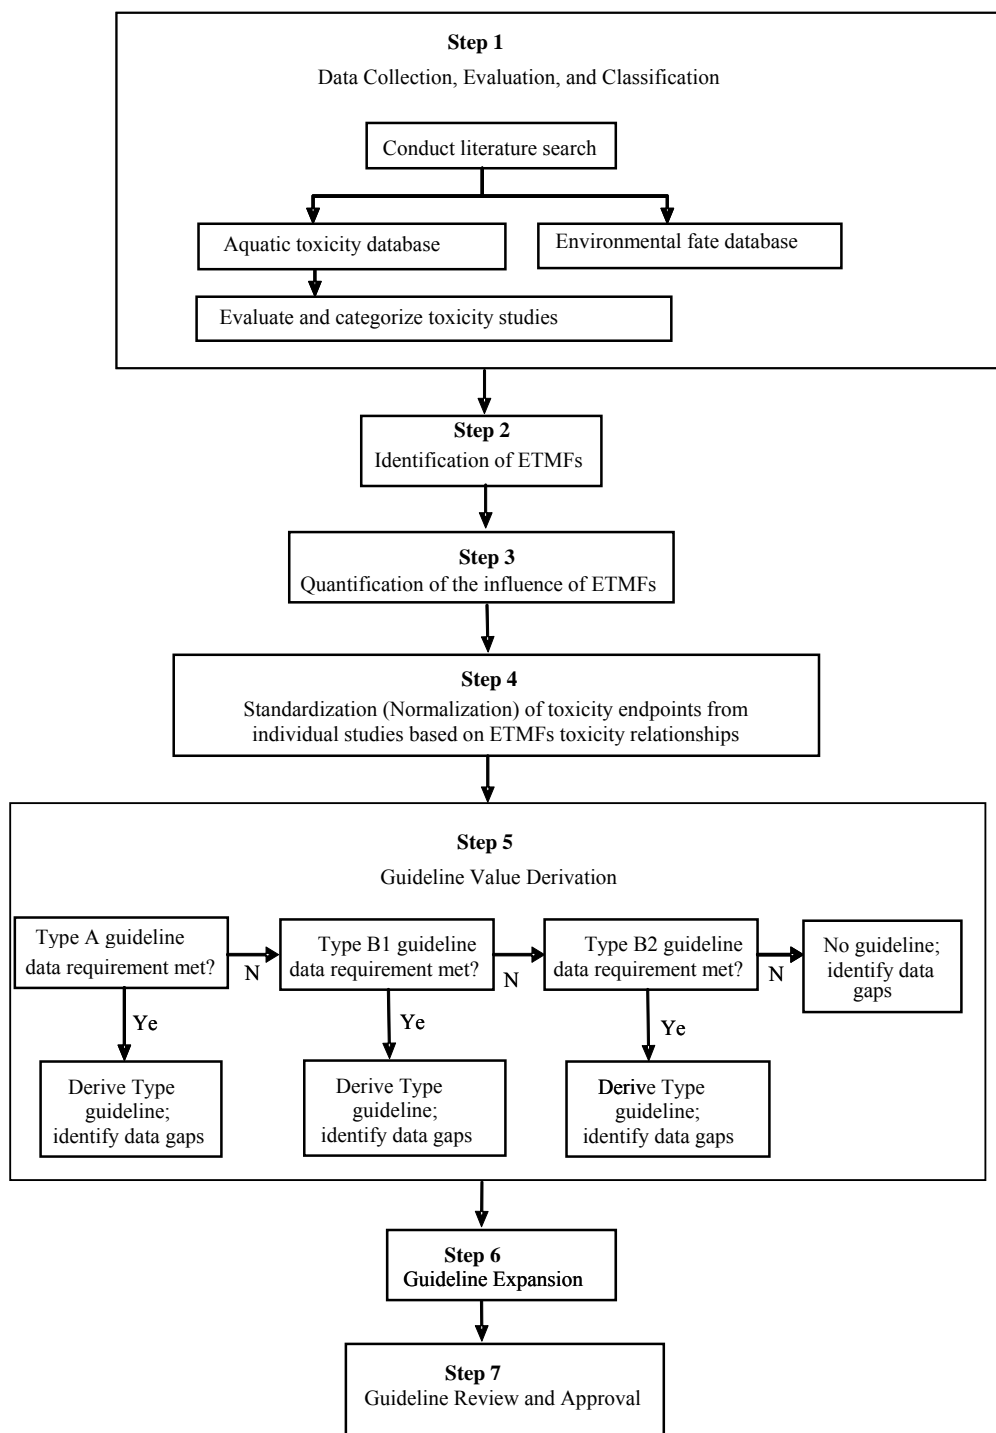 Step 1
Data Collection, Evaluation, and Classification
Conduct literature search
Aquatic toxicity database
Environmental fate database
Evaluate and categorize toxicity studies
Step 2
Identification of ETMFs
Step 3
Quantification of the influence of ETMFs
Step 4
Standardization (Normalization) of toxicity endpoints from
individual studies based on ETMFs toxicity relationships
Step 5
Guideline Value Derivation
Type A guideline
data requirement met?
N
Type B1 guideline
data requirement met?
N
Type B2 guideline
data requirement met?
N
No guideline;
identify data
gaps
Ye
Ye
Ye
Derive Type
guideline;
identify data gaps
Derive Type
guideline;
identify data gaps
Derive Type
guideline;
identify data gaps
Step 6
Guideline Expansion
Step 7
Guideline Review and Approval